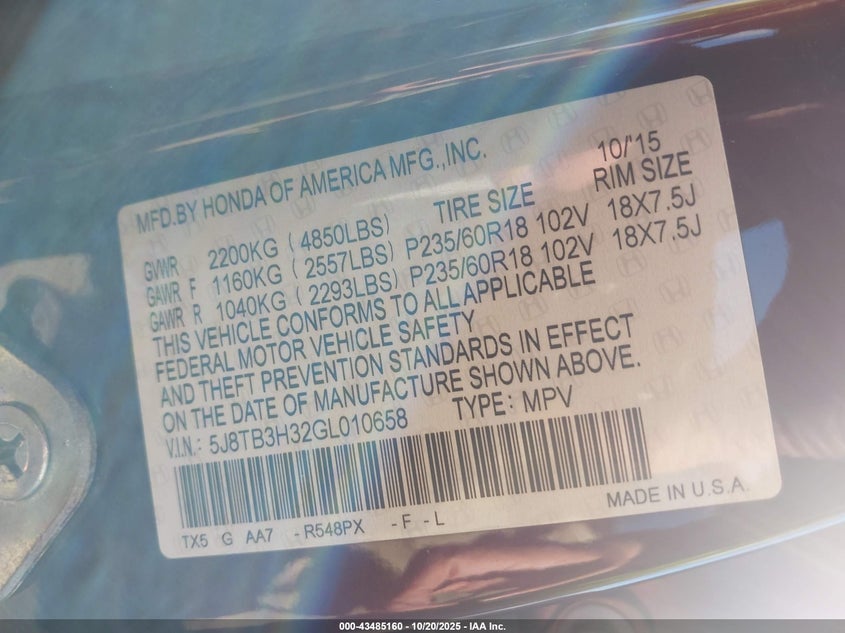 MFD.BY HONDA OF AMERICA MFG.,INC. 10/'15
TIRE SIZE RIM SIZE
GVWR 2200KG (4850LBS)
GAWR F 1160KG (2557LBS) P235/60R18 102V 18X7.5J
GAWR R 1040KG (2293LBS) P235/60R18 102V 18X7.5J
THIS VEHICLE CONFORMS TO ALL APPLICABLE
FEDERAL MOTOR VEHICLE SAFETY
AND THEFT PREVENTION STANDARDS IN EFFECT
ON THE DATE OF MANUFACTURE SHOWN ABOVE.
V.I.N.: 5J8TB3H32GL010658 TYPE: MPV
TX5 G AA7 -R548PX -F -L MADE IN U.S.A.
000-43485160 - 10/20/2025 - IAA Inc.